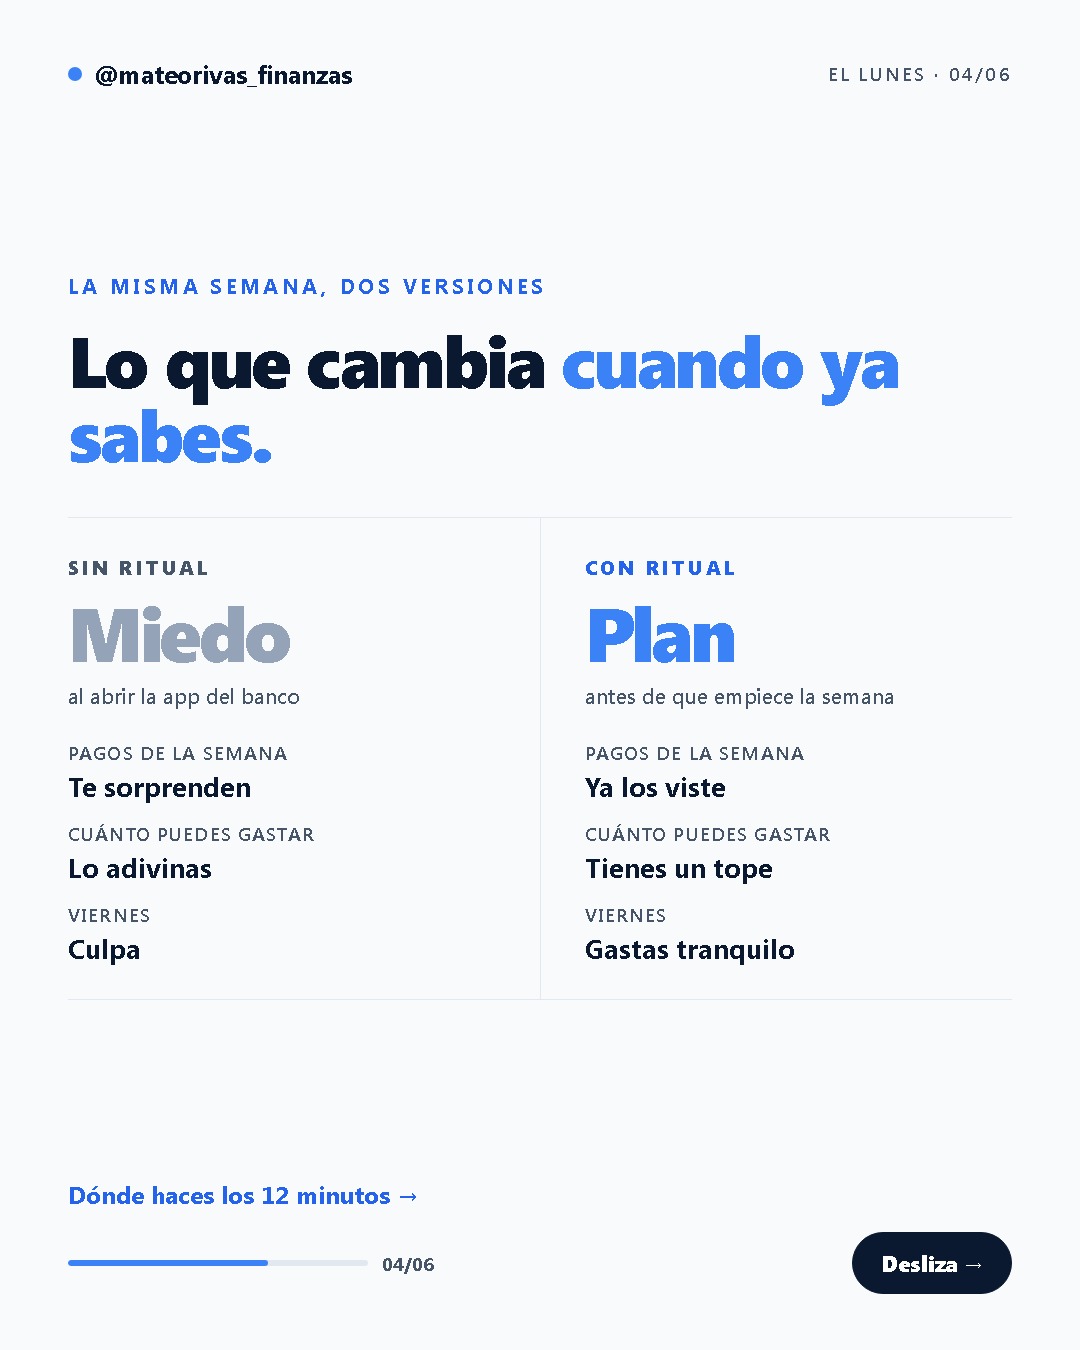 @mateorivas_finanzas
EL LUNES · 04/06
LA MISMA SEMANA, DOS VERSIONES
Lo que cambia cuando ya
sabes.
SIN RITUAL
Miedo
al abrir la app del banco
PAGOS DE LA SEMANA
Te sorprenden
CUÁNTO PUEDES GASTAR
Lo adivinas
VIERNES
Culpa
CON RITUAL
Plan
antes de que empiece la semana
PAGOS DE LA SEMANA
Ya los viste
CUÁNTO PUEDES GASTAR
Tienes un tope
VIERNES
Gastas tranquilo
Dónde haces los 12 minutos →
04/06
Desliza →